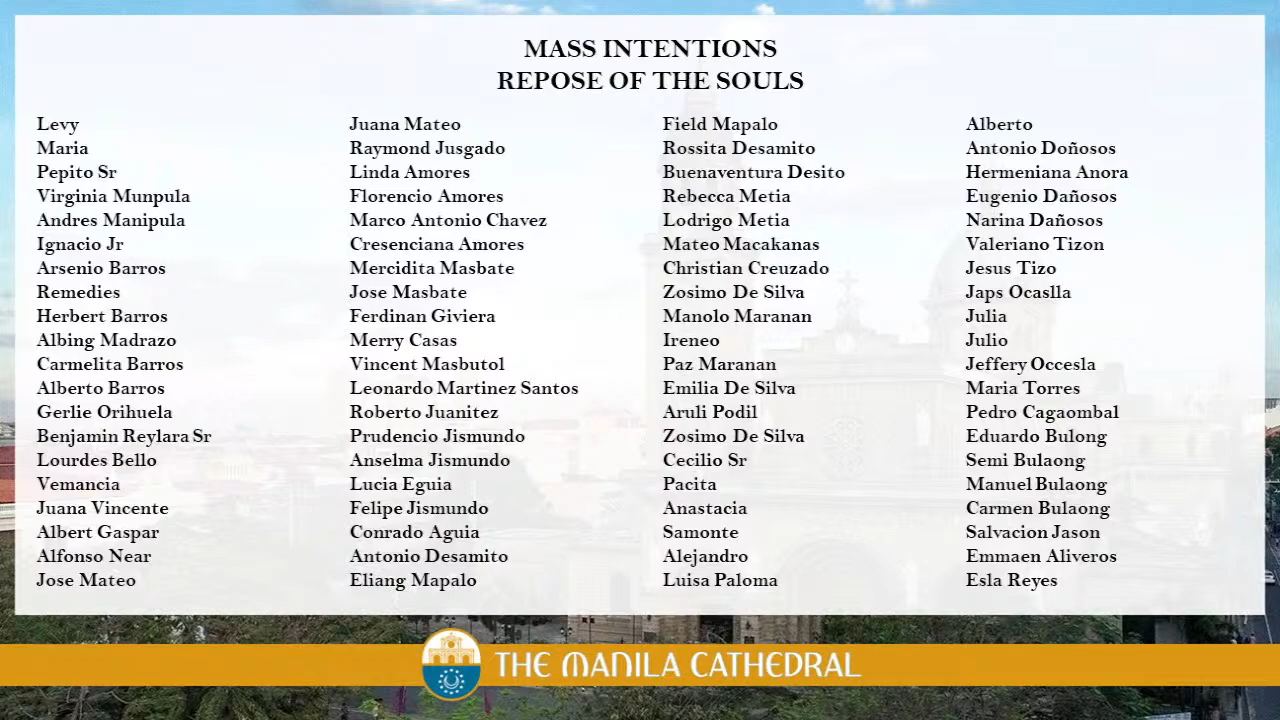 MASS INTENTIONS
REPOSE OF THE SOULS
Levy
Maria
Pepito Sr
Virginia Munpula
Andres Manipula
Ignacio Jr
Arsenio Barros
Remedies
Herbert Barros
Albing Madrazo
Carmelita Barros
Alberto Barros
Gerlie Orihuela
Benjamin Reylara Sr
Lourdes Bello
Vemancia
Juana Vincente
Albert Gaspar
Alfonso Near
Jose Mateo
Juana Mateo
Raymond Jusgado
Linda Amores
Florencio Amores
Marco Antonio Chavez
Cresenciana Amores
Mercidita Masbate
Jose Masbate
Ferdinan Giviera
Merry Casas
Vincent Masbutol
Leonardo Martinez Santos
Roberto Juanitez
Prudencio Jismundo
Anselma Jismundo
Lucia Eguia
Felipe Jismundo
Conrado Aguia
Antonio Desamito
Eliang Mapalo
Field Mapalo
Rossita Desamito
Buenaventura Desito
Rebecca Metia
Lodrigo Metia
Mateo Macakanas
Christian Creuzado
Zosimo De Silva
Manolo Maranan
Ireneo
Paz Maranan
Emilia De Silva
Aruli Podil
Zosimo De Silva
Cecilio Sr
Pacita
Anastacia
Samonte
Alejandro
Luisa Paloma
Alberto
Antonio Doñosos
Hermeniana Anora
Eugenio Dañosos
Narina Dañosos
Valeriano Tizon
Jesus Tizo
Japs Ocaslla
Julia
Julio
Jeffery Occesla
Maria Torres
Pedro Cagaombal
Eduardo Bulong
Semi Bulaong
Manuel Bulaong
Carmen Bulaong
Salvacion Jason
Emmaen Aliveros
Esla Reyes
THE MANILA CATHEDRAL